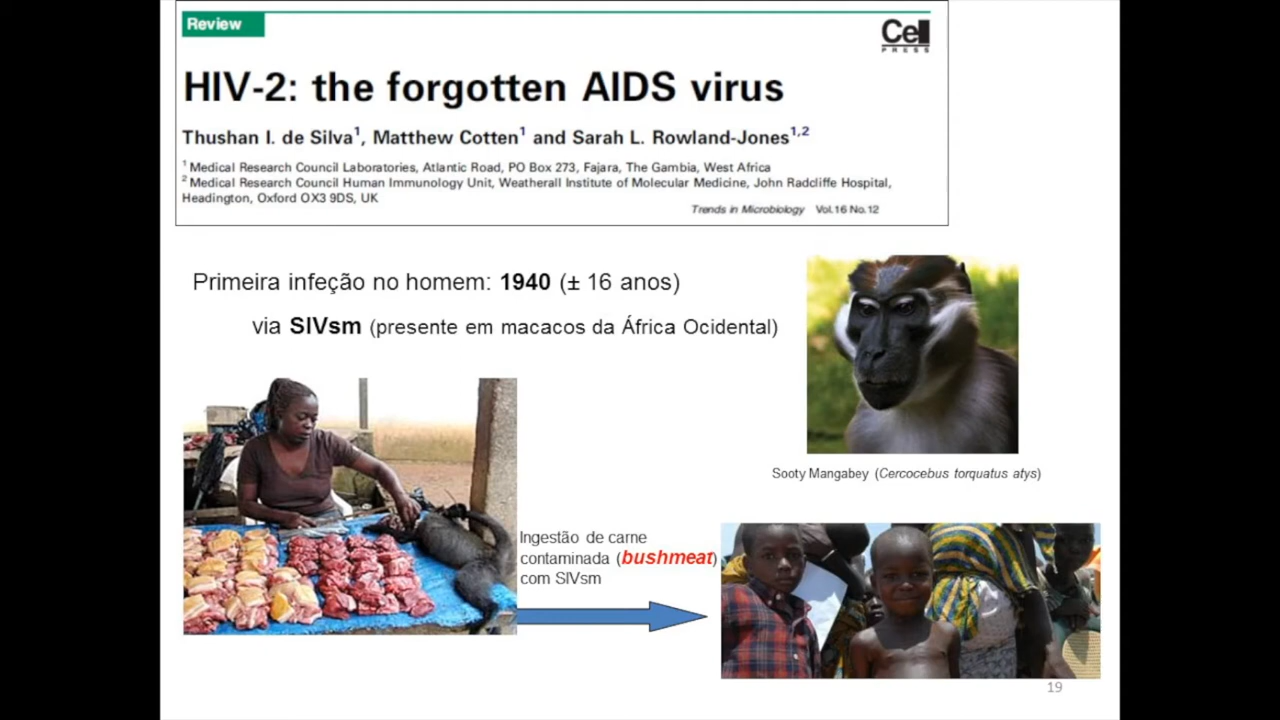 Review
Cell
PRESS
HIV-2: the forgotten AIDS virus
Thushan I. de Silva1, Matthew Cotten1 and Sarah L. Rowland-Jones1,2
1 Medical Research Council Laboratories, Atlantic Road, PO Box 273, Fajara, The Gambia, West Africa
2 Medical Research Council Human Immunology Unit, Weatherall Institute of Molecular Medicine, John Radcliffe Hospital,
Headington, Oxford OX3 9DS, UK
Trends in Microbiology Vol.16 No.12
Primeira infeção no homem: 1940 (± 16 anos)
via SIVsm (presente em macacos da África Ocidental)
Sooty Mangabey (Cercocebus torquatus atys)
Ingestão de carne
contaminada (bushmeat)
com SIVsm
19